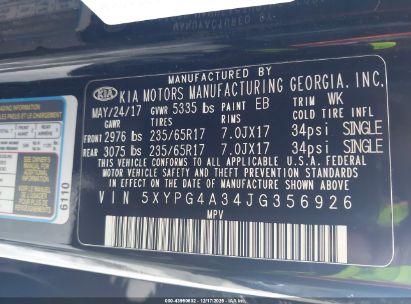 MANUFACTURED BY
KIA KIA MOTORS MANUFACTURING GEORGIA, INC.
MAY/24/17 GVWR 5335 lbs PAINT EB TRIM WK
GAWR TIRES RIMS COLD TIRE INFL
FRONT 2976 lbs 235/65R17 7.0JX17 34psi SINGLE
REAR 3075 lbs 235/65R17 7.0JX17 34psi SINGLE
THIS VEHICLE CONFORMS TO ALL APPLICABLE U.S.A. FEDERAL
MOTOR VEHICLE SAFETY, BUMPER, AND THEFT PREVENTION
STANDARDS IN EFFECT ON THE DATE OF MANUFACTURE SHOWN ABOVE.
VIN 5XYPG4A34JG356926
MPV
6110